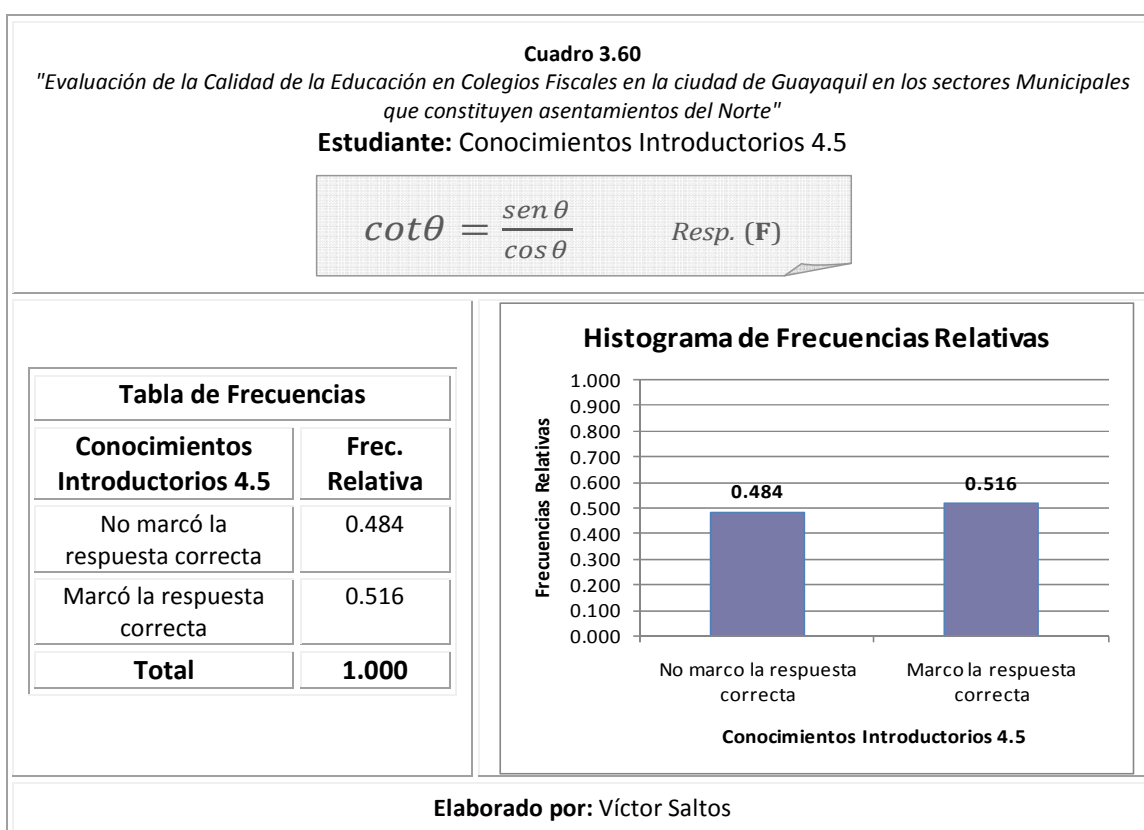 Cuadro 3.60
"Evaluación de la Calidad de la Educación en Colegios Fiscales en la ciudad de Guayaquil en los sectores Municipales
que constituyen asentamientos del Norte"
Estudiante: Conocimientos Introductorios 4.5
cotθ = sen θ / cos θ Resp. (F)
Tabla de Frecuencias
Conocimientos Introductorios 4.5 Frec. Relativa
No marcó la respuesta correcta 0.484
Marcó la respuesta correcta 0.516
Total 1.000
Histograma de Frecuencias Relativas
Frecuencias Relativas
1.000
0.900
0.800
0.700
0.600
0.500
0.400
0.300
0.200
0.100
0.000
0.484
0.516
No marco la respuesta
correcta
Marco la respuesta
correcta
Conocimientos Introductorios 4.5
Elaborado por: Víctor Saltos